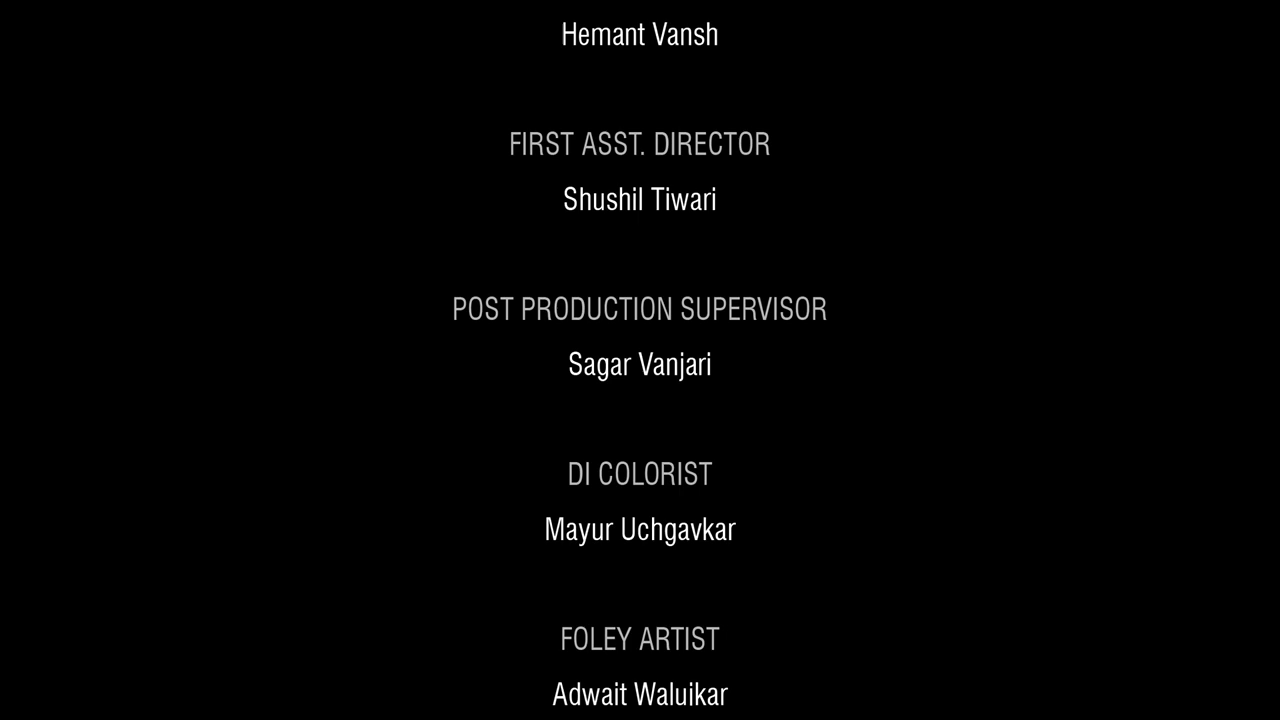 Hemant Vansh
FIRST ASST. DIRECTOR
Shushil Tiwari
POST PRODUCTION SUPERVISOR
Sagar Vanjari
DI COLORIST
Mayur Uchgavkar
FOLEY ARTIST
Adwait Waluikar